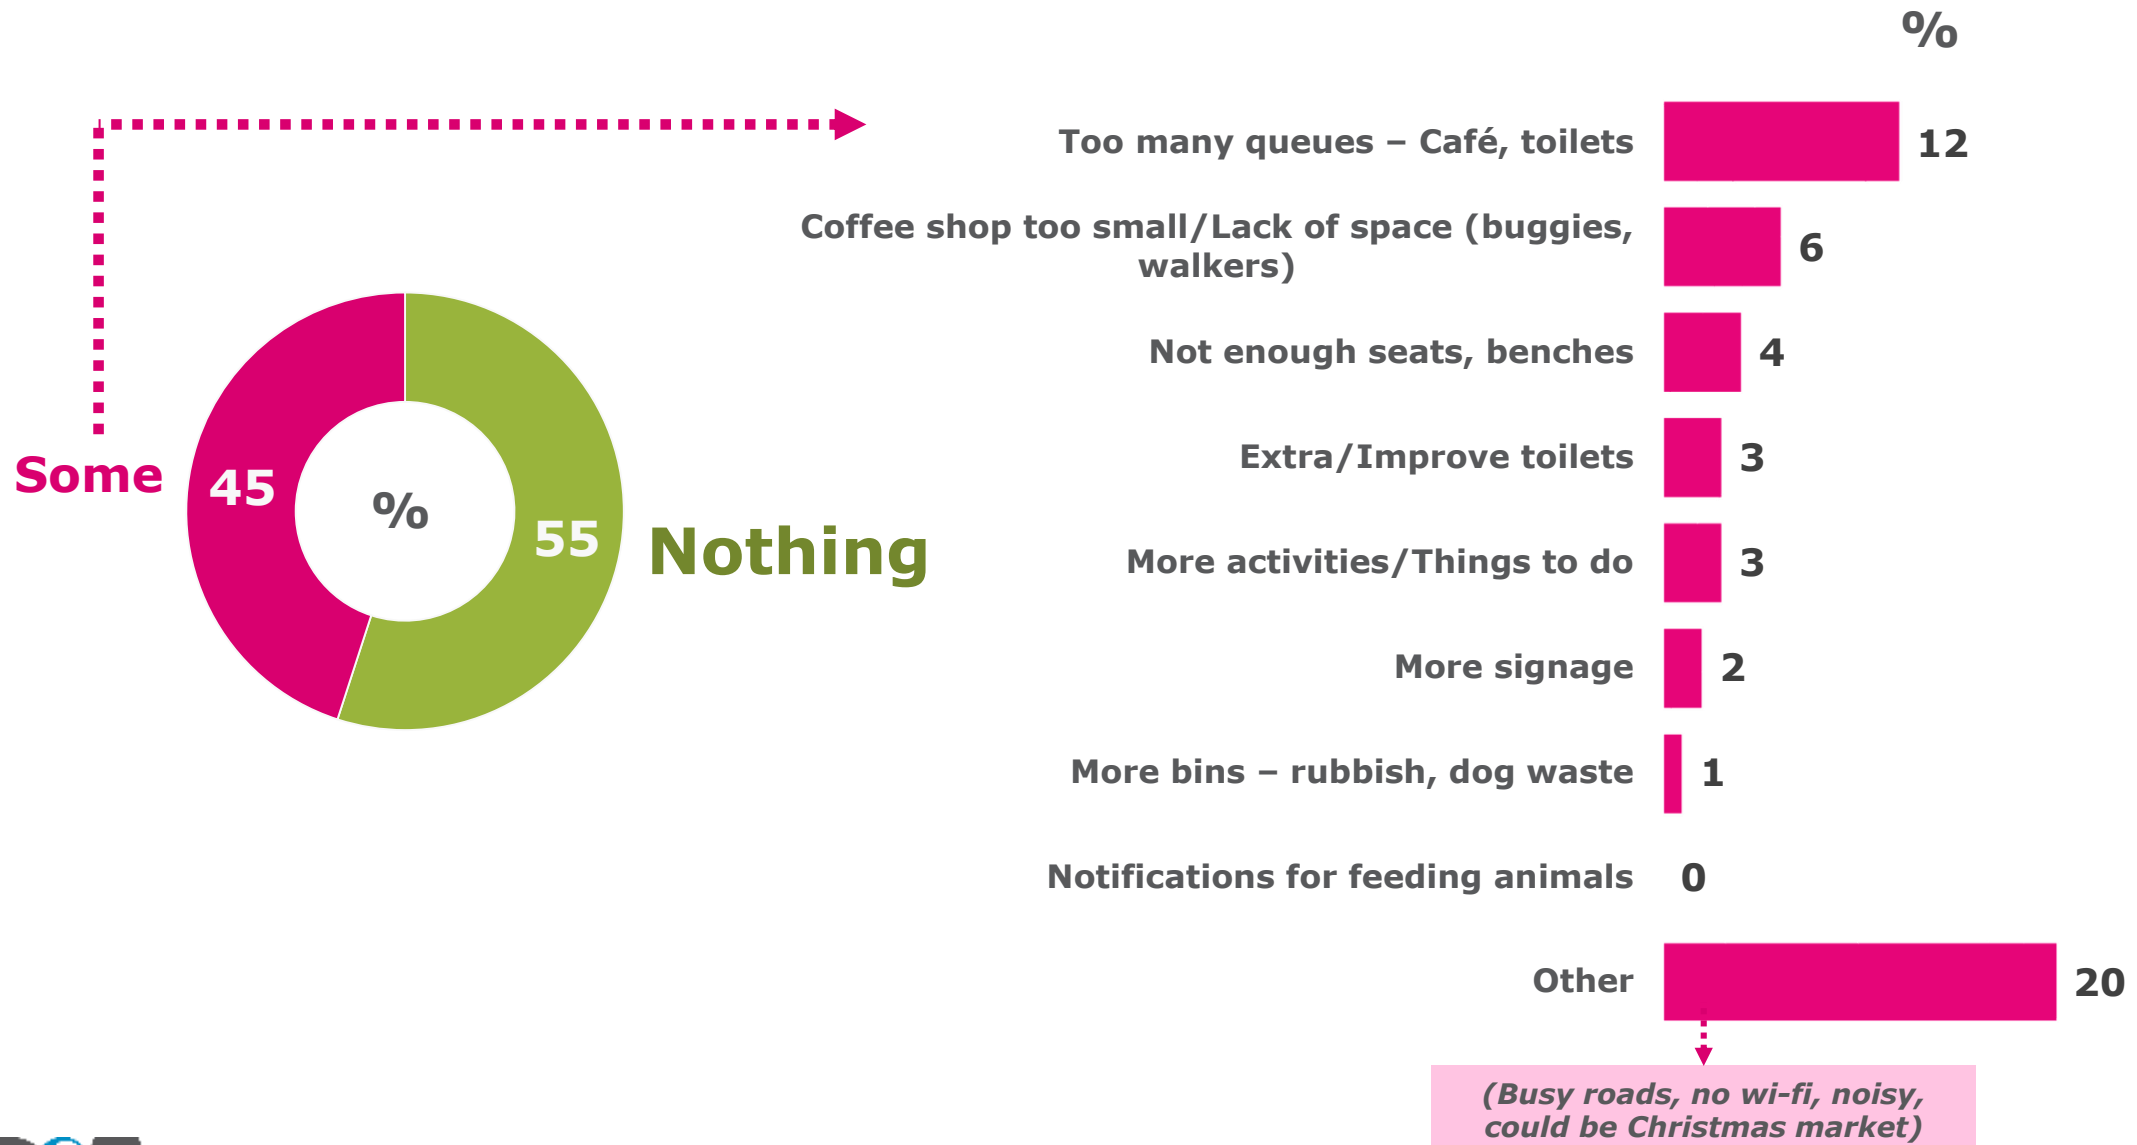 %
Too many queues – Café, toilets
12
Coffee shop too small/Lack of space (buggies,
walkers)
6
Not enough seats, benches
4
Extra/Improve toilets
3
More activities/Things to do
3
More signage
2
More bins – rubbish, dog waste
1
Notifications for feeding animals
0
Other
20
(Busy roads, no wi-fi, noisy,
could be Christmas market)
Some
45
%
55
Nothing